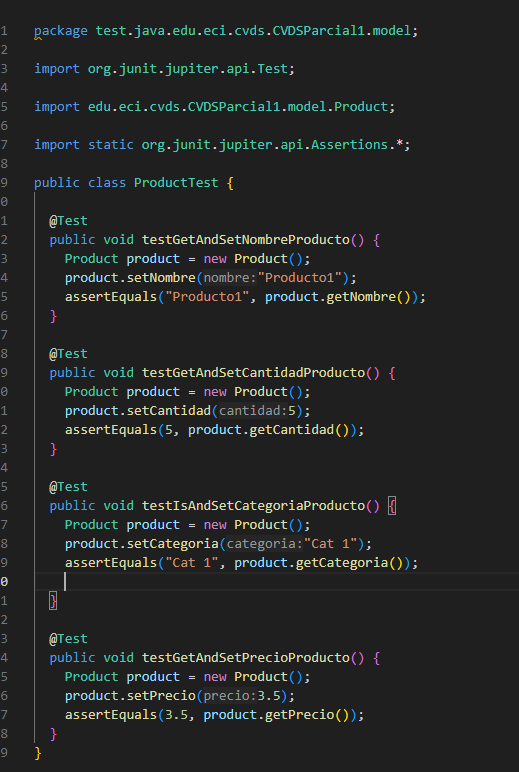 1 package test.java.edu.eci.cvds.CVDSParcial1.model;
2
3 import org.junit.jupiter.api.Test;
4
5 import edu.eci.cvds.CVDSParcial1.model.Product;
6
7 import static org.junit.jupiter.api.Assertions.*;
8
9 public class ProductTest {
0
1 @Test
2 public void testGetAndSetNombreProducto() {
3 Product product = new Product();
4 product.setNombre(nombre:"Producto1");
5 assertEquals("Producto1", product.getNombre());
6 }
7
8 @Test
9 public void testGetAndSetCantidadProducto() {
0 Product product = new Product();
1 product.setCantidad(cantidad:5);
2 assertEquals(5, product.getCantidad());
3 }
4
5 @Test
6 public void testIsAndSetCategoriaProducto() {
7 Product product = new Product();
8 product.setCategoria(categoria:"Cat 1");
9 assertEquals("Cat 1", product.getCategoria());
0
1 }
2
3 @Test
4 public void testGetAndSetPrecioProducto() {
5 Product product = new Product();
6 product.setPrecio(precio:3.5);
7 assertEquals(3.5, product.getPrecio());
8 }
9 }